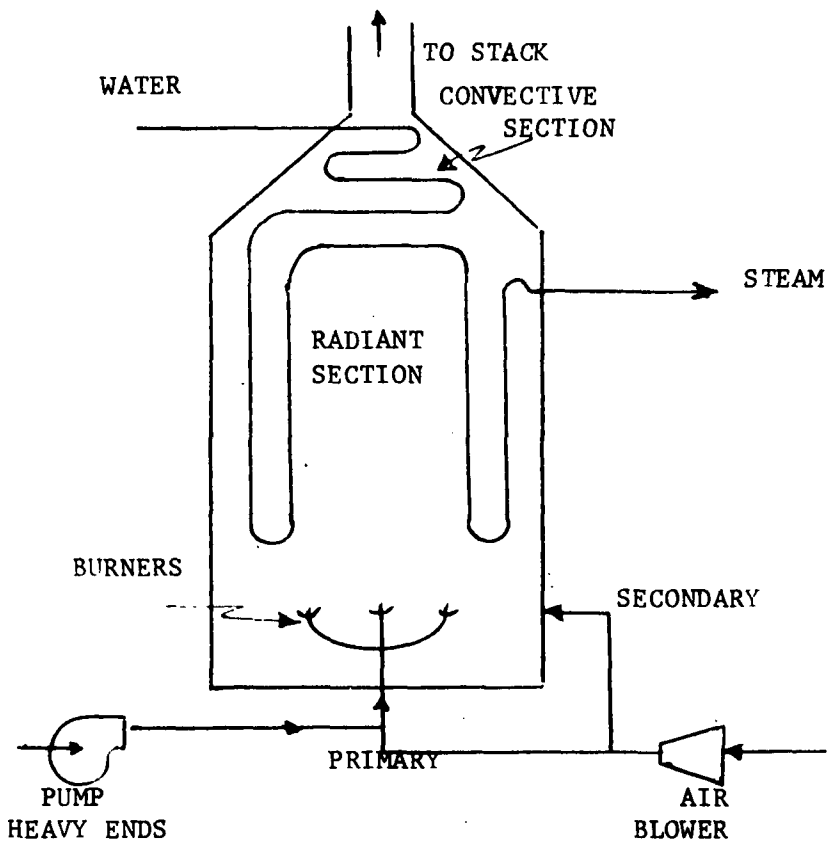 TO STACK
WATER
CONVECTIVE
SECTION
STEAM
RADIANT
SECTION
BURNERS
SECONDARY
PRIMARY
PUMP
HEAVY ENDS
AIR
BLOWER